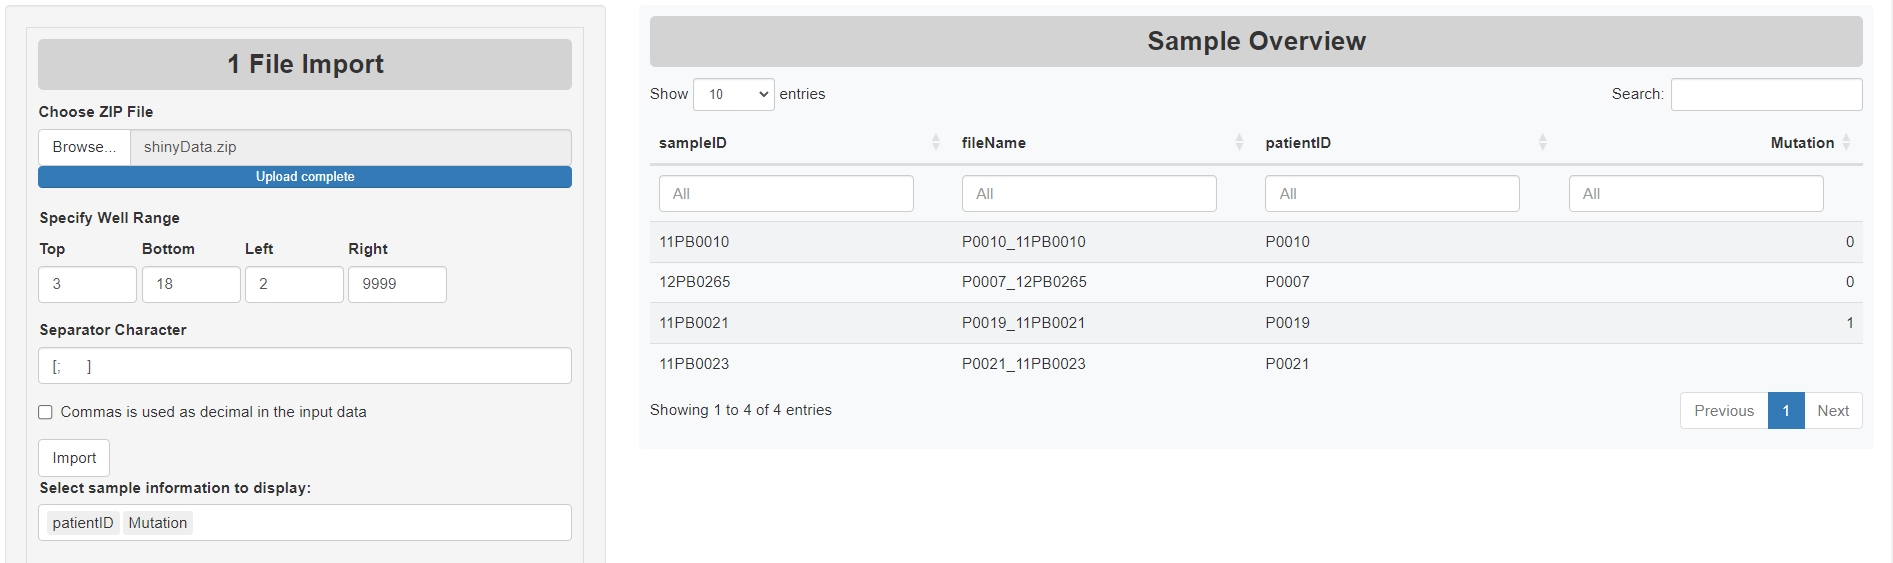 1 File Import
Choose ZIP File
Browse... shinyData.zip
Upload complete
Specify Well Range
Top Bottom Left Right
3 18 2 9999
Separator Character
[; ]
Commas is used as decimal in the input data
Import
Select sample information to display:
patientID Mutation
Sample Overview
Show 10 entries Search:
sampleID fileName patientID Mutation
All All All All
11PB0010 P0010_11PB0010 P0010 0
12PB0265 P0007_12PB0265 P0007 0
11PB0021 P0019_11PB0021 P0019 1
11PB0023 P0021_11PB0023 P0021
Showing 1 to 4 of 4 entries Previous 1 Next